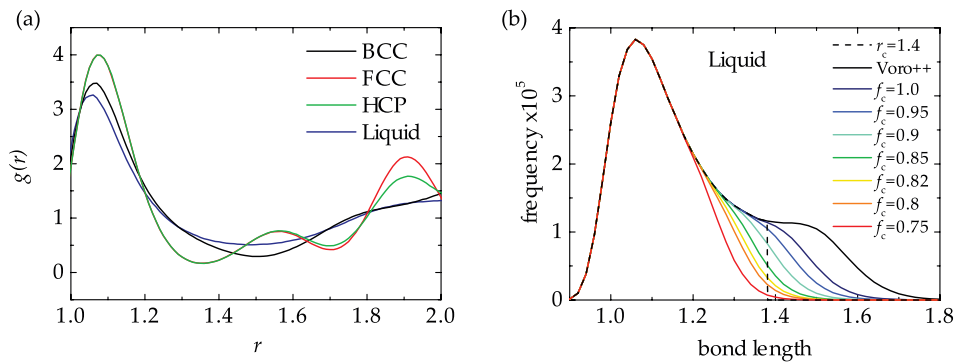 (a)
BCC
FCC
HCP
Liquid
g(r)
4
3
2
1
0
1.0 1.2 1.4 1.6 1.8 2.0
r
(b)
Liquid
r_c=1.4
Voro++
f_c=1.0
f_c=0.95
f_c=0.9
f_c=0.85
f_c=0.82
f_c=0.8
f_c=0.75
frequency x10^5
4
3
2
1
0
1.0 1.2 1.4 1.6 1.8
bond length